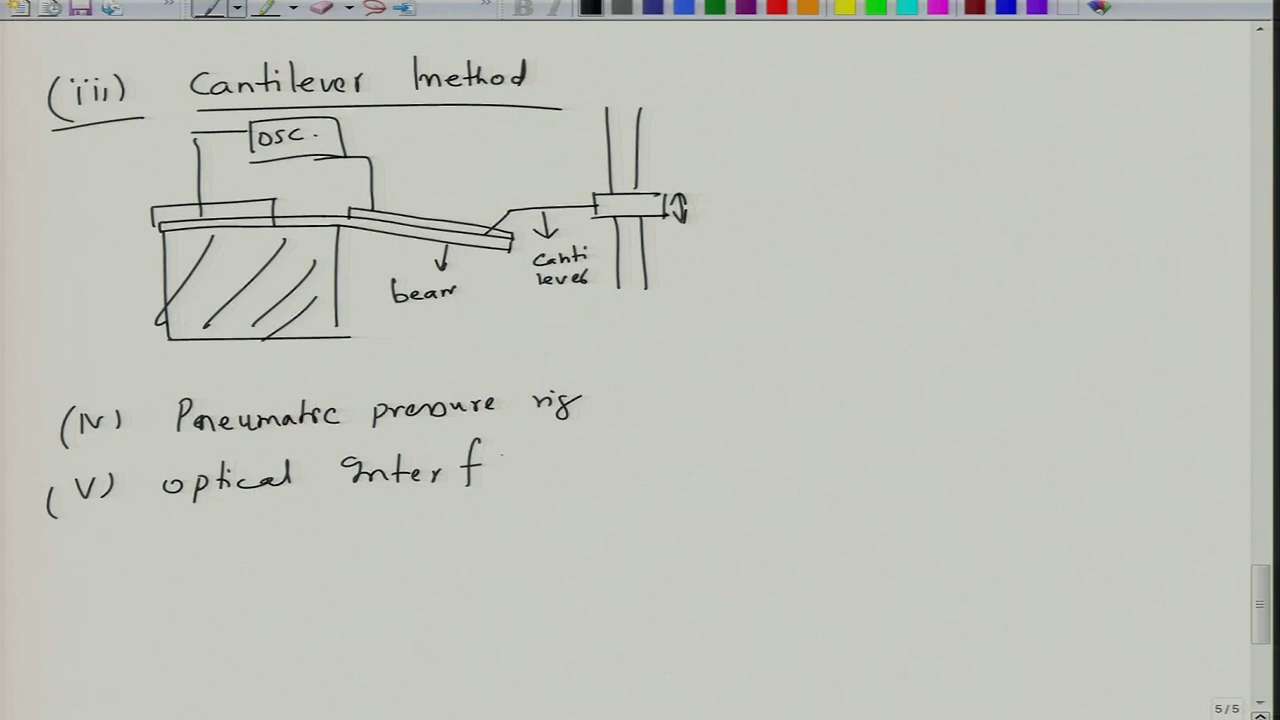 (iii) Cantilever method
OSC.
Canti
lever
beam
(IV) Pneumatic pressure rig
(V) optical Interf
5/5